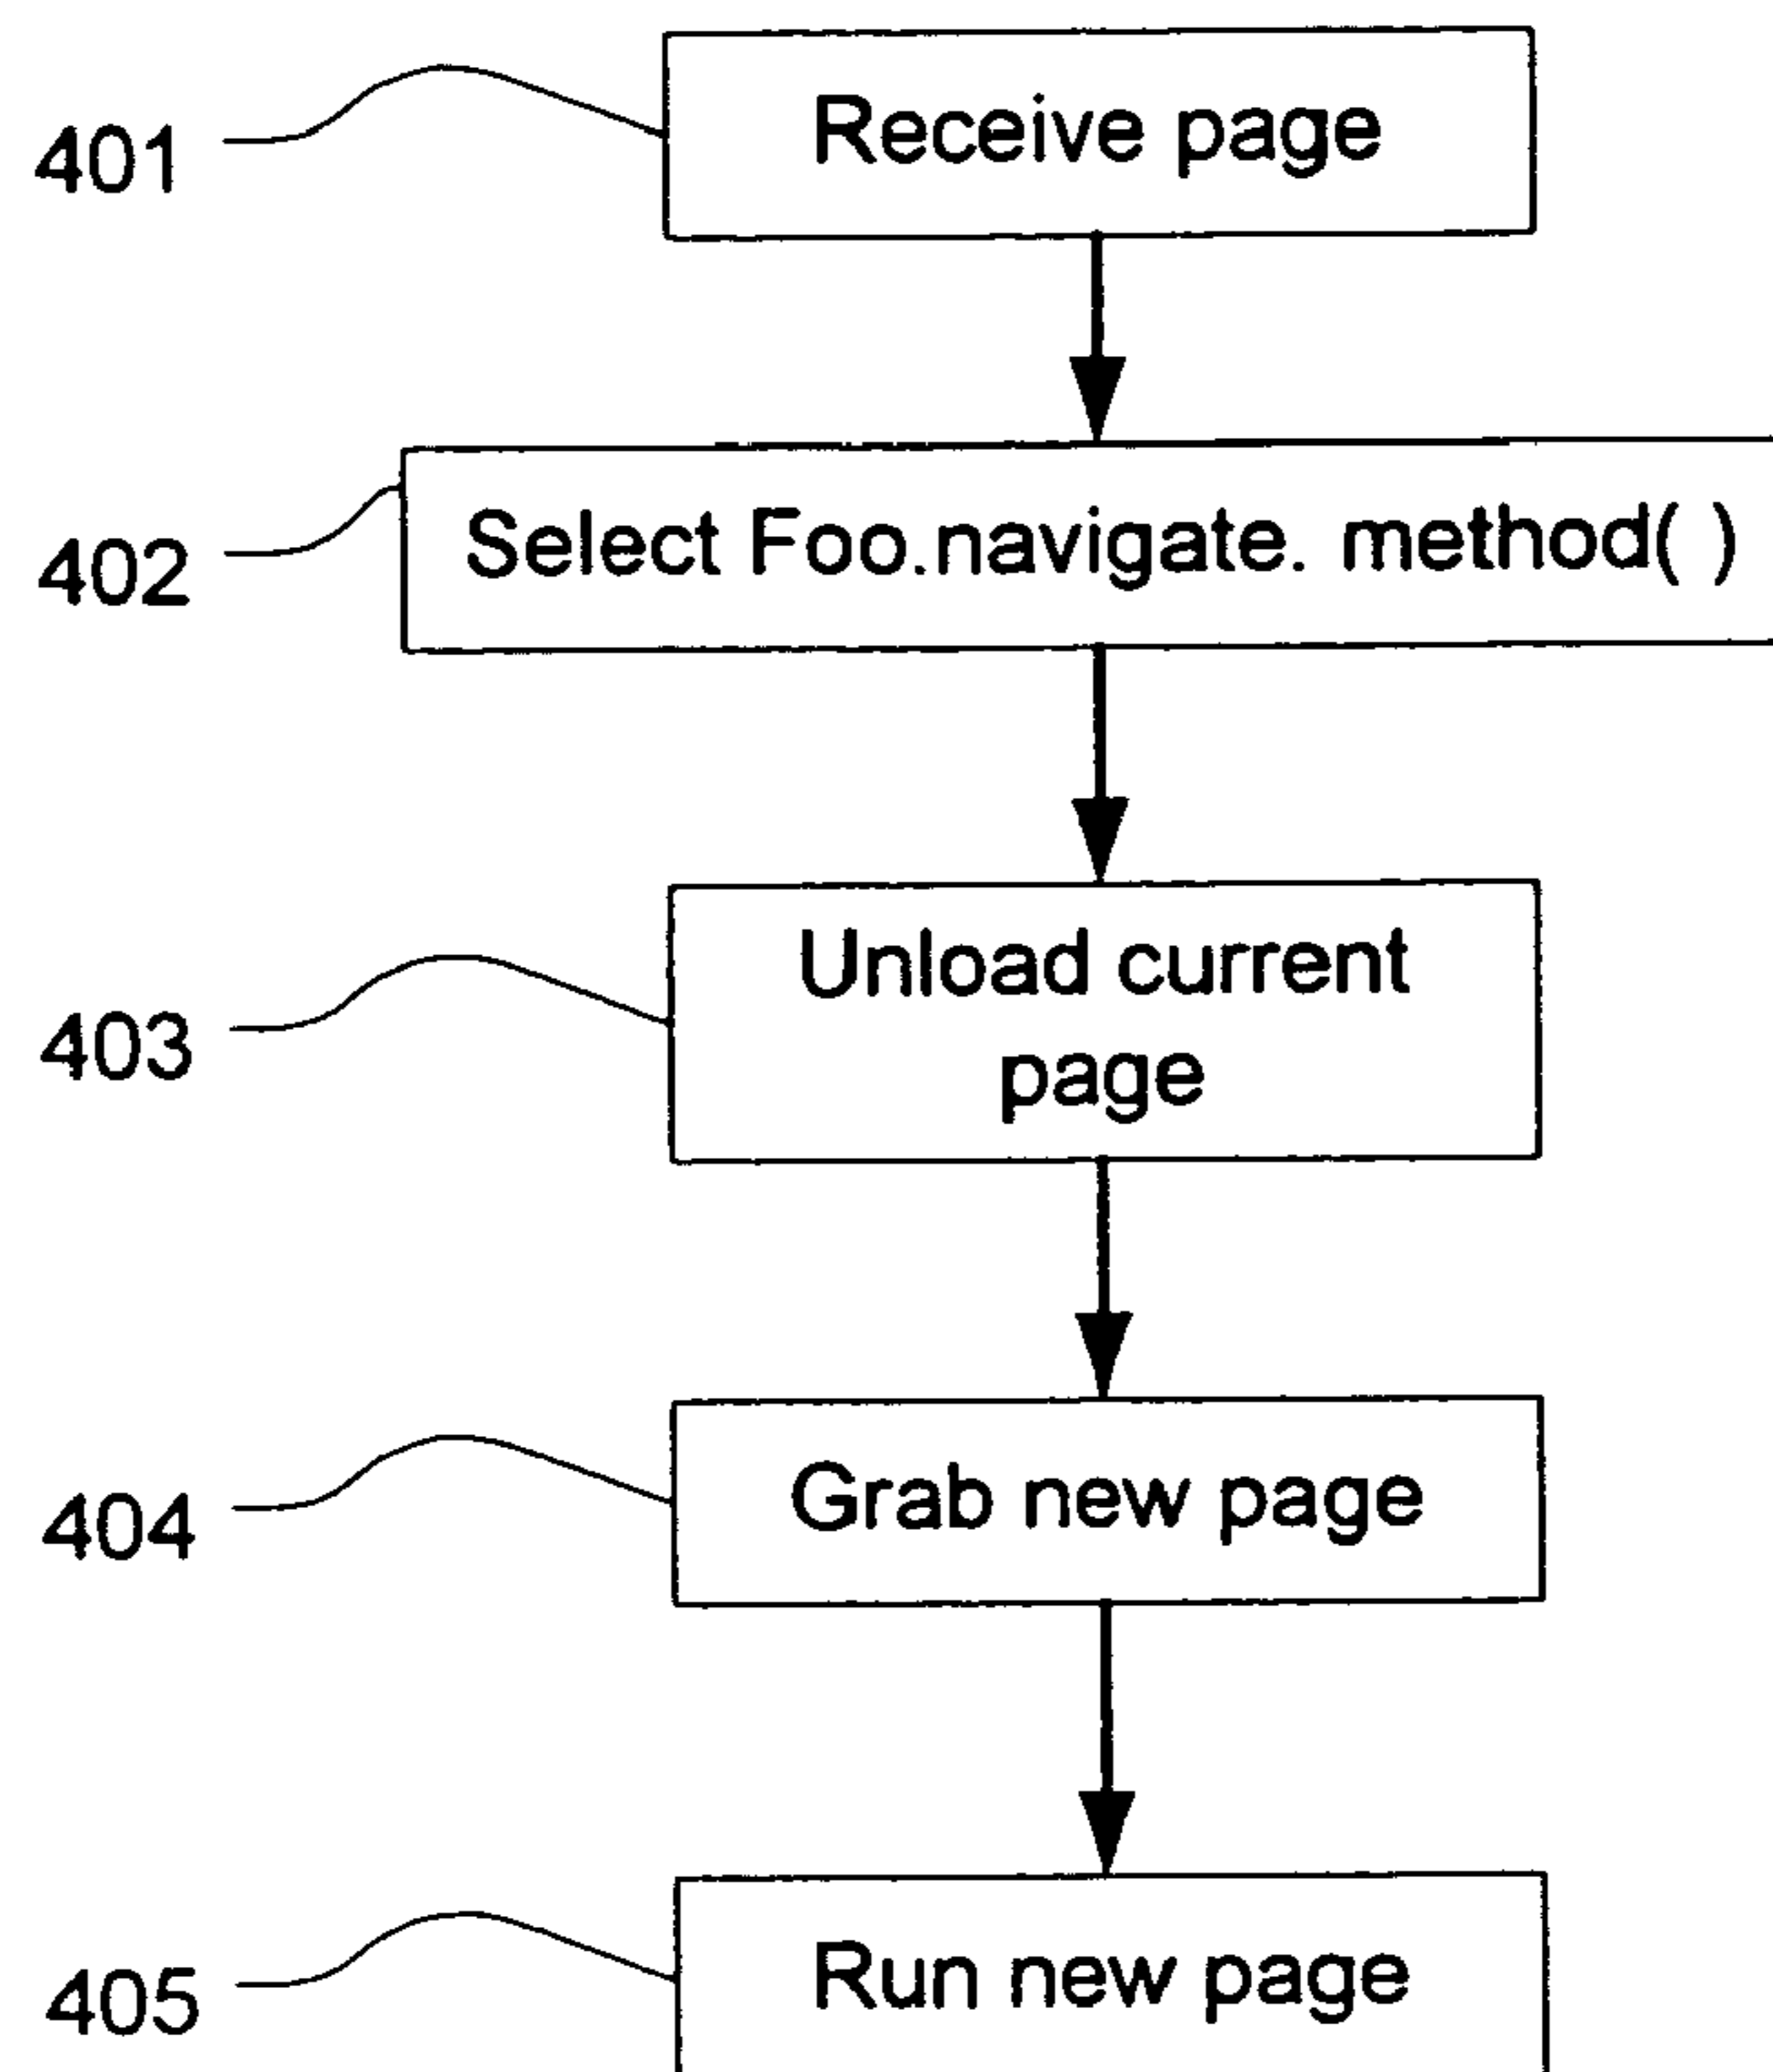 401
Receive page
402
Select Foo.navigate. method( )
403
Unload current
page
404
Grab new page
405
Run new page